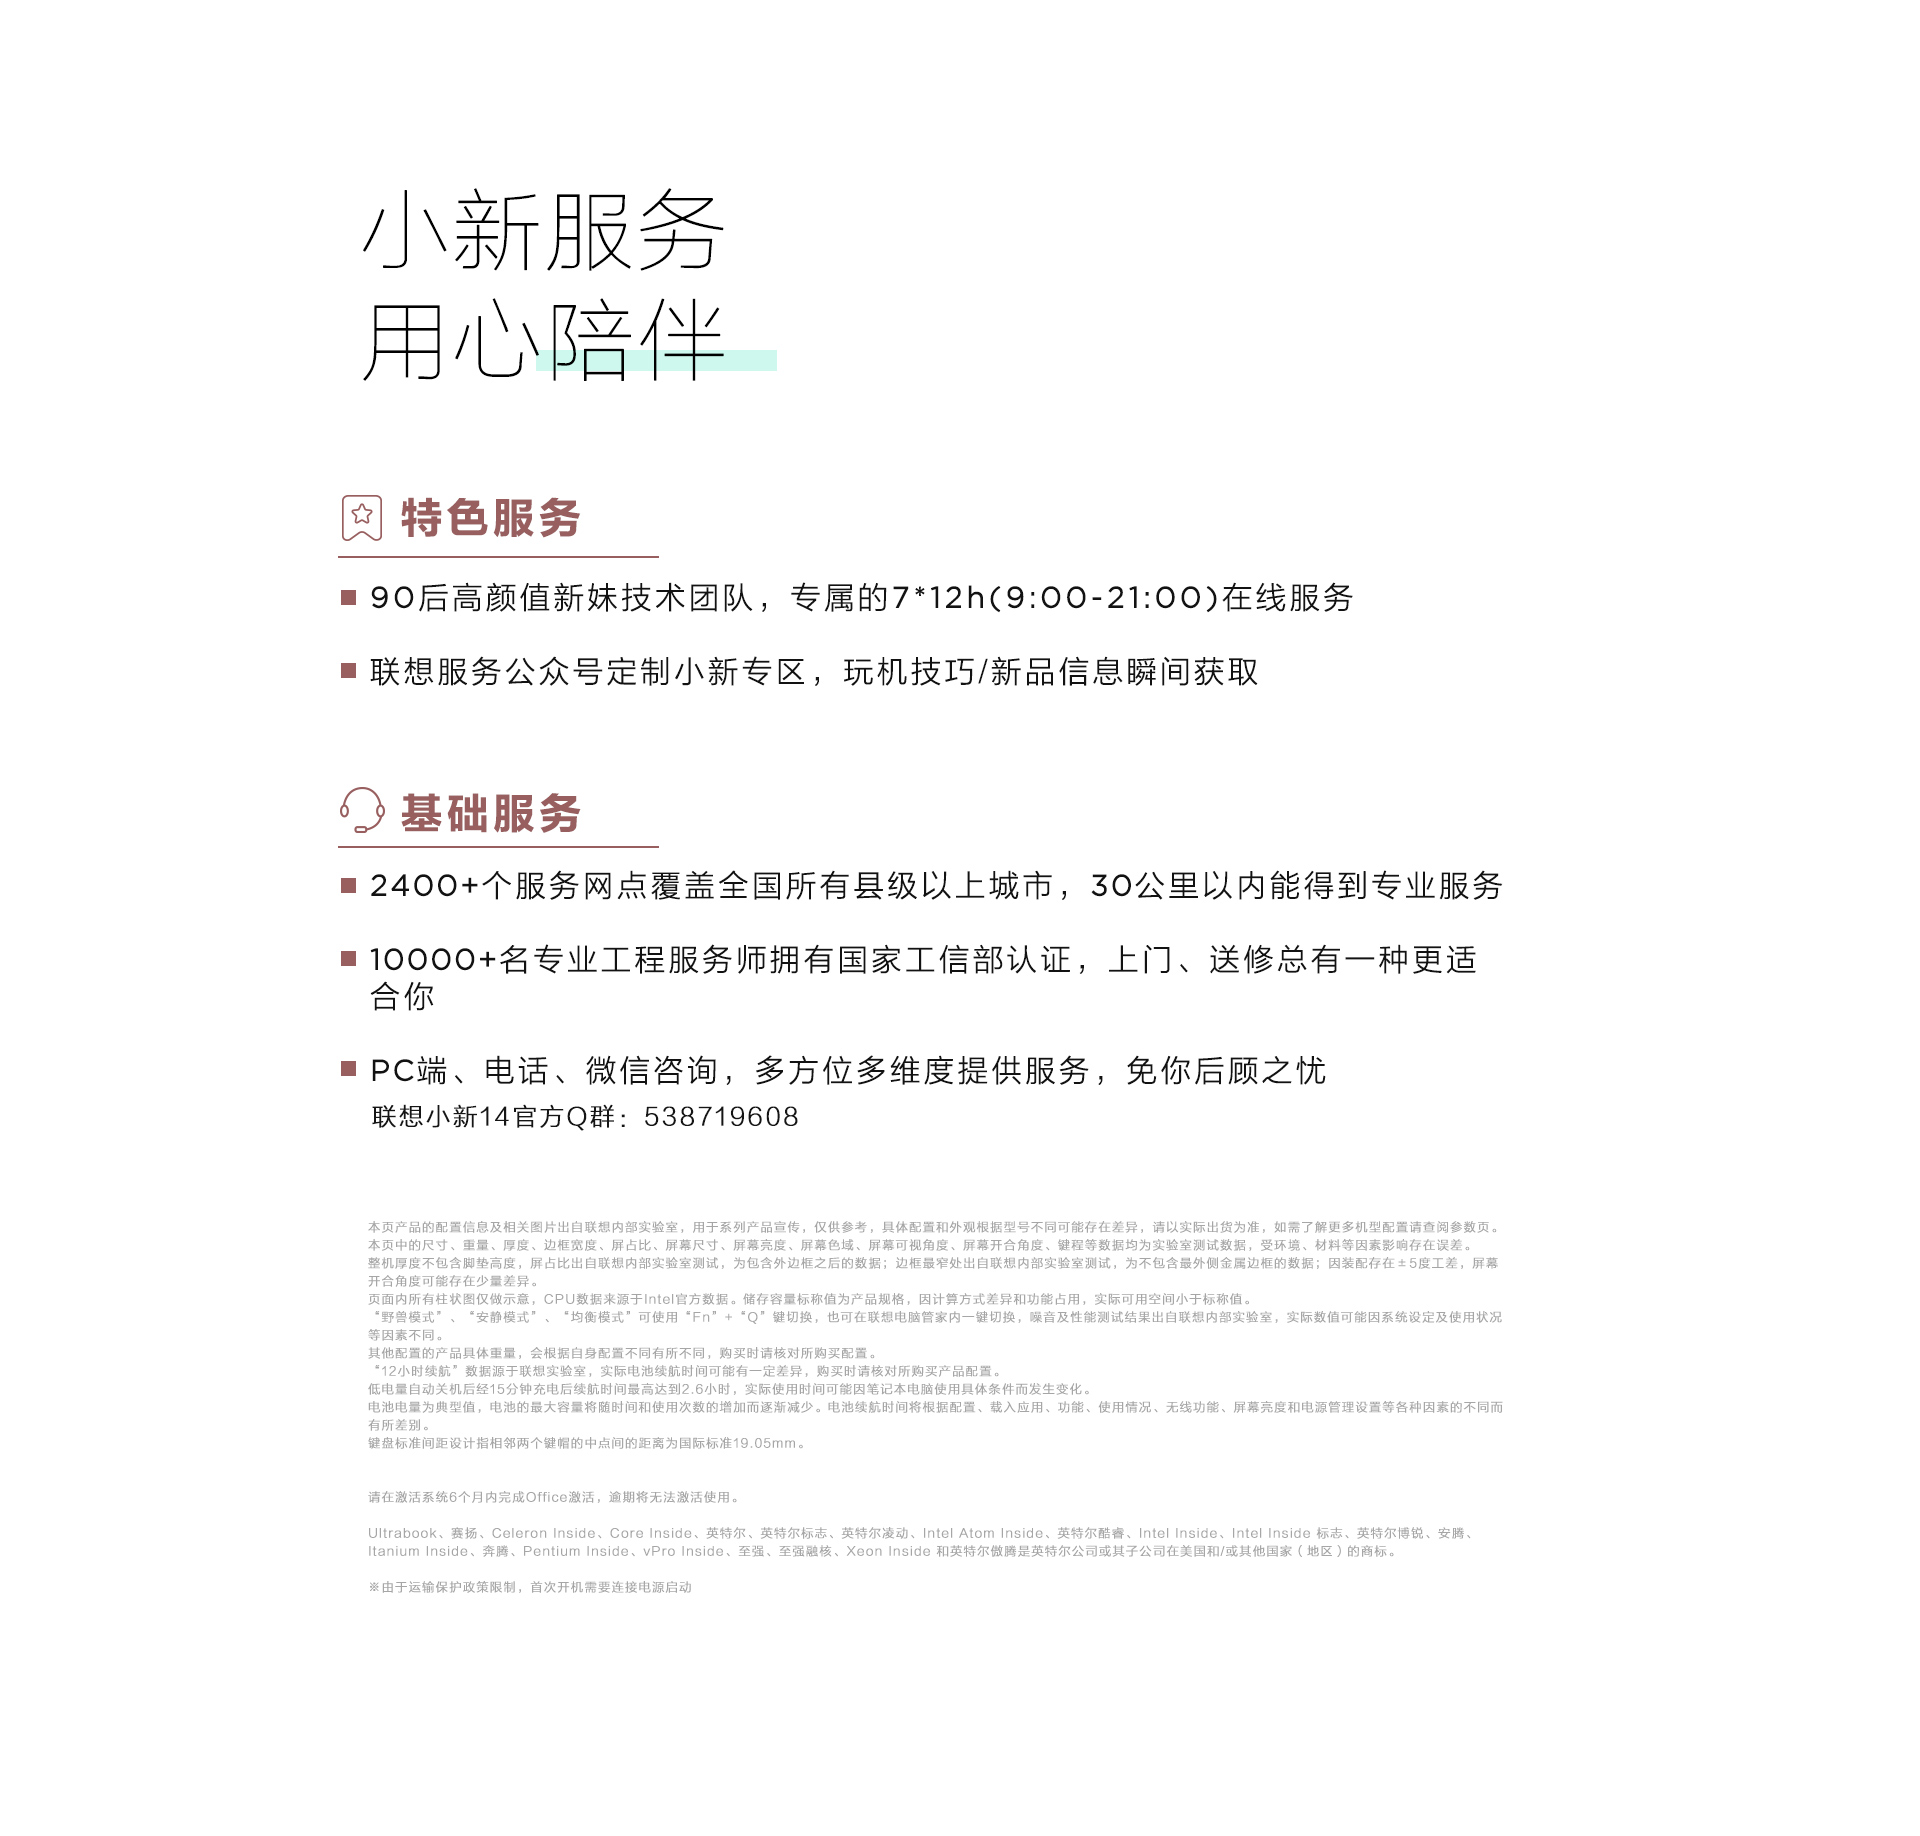 小新服务
用心陪伴
特色服务
90后高颜值新妹技术团队，专属的7*12h(9:00-21:00)在线服务
联想服务公众号定制小新专区，玩机技巧/新品信息瞬间获取
基础服务
2400+个服务网点覆盖全国所有县级以上城市，30公里以内能得到专业服务
10000+名专业工程服务师拥有国家工信部认证，上门、送修总有一种更适
合你
PC端、电话、微信咨询，多方位多维度提供服务，免你后顾之忧
联想小新14官方Q群：538719608
本页产品的配置信息及相关图片出自联想内部实验室，用于系列产品宣传，仅供参考，具体配置和外观根据型号不同可能存在差异，请以实际出货为准，如需了解更多机型配置请查阅参数页。
本页中的尺寸、重量、厚度、边框宽度、屏占比、屏幕尺寸、屏幕亮度、屏幕色域、屏幕可视角度、屏幕开合角度、键程等数据均为实验室测试数据，受环境、材料等因素影响存在误差。
整机厚度不包含脚垫高度，屏占比出自联想内部实验室测试，为包含外边框之后的数据；边框最窄处出自联想内部实验室测试，为不包含最外侧金属边框的数据；因装配存在±5度工差，屏幕
开合角度可能存在少量差异。
页面内所有柱状图仅做示意，CPU数据来源于Intel官方数据。储存容量标称值为产品规格，因计算方式差异和功能占用，实际可用空间小于标称值。
“野兽模式”、“安静模式”、“均衡模式”可使用“Fn”+“Q”键切换，也可在联想电脑管家内一键切换，噪音及性能测试结果出自联想内部实验室，实际数值可能因系统设定及使用状况
等因素不同。
其他配置的产品具体重量，会根据自身配置不同有所不同，购买时请核对所购买配置。
“12小时续航”数据源于联想实验室，实际电池续航时间可能有一定差异，购买时请核对所购买产品配置。
低电量自动关机后经15分钟充电后续航时间最高达到2.6小时，实际使用时间可能因笔记本电脑使用具体条件而发生变化。
电池电量为典型值，电池的最大容量将随时间和使用次数的增加而逐渐减少。电池续航时间将根据配置、载入应用、功能、使用情况、无线功能、屏幕亮度和电源管理设置等各种因素的不同而
有所差别。
键盘标准间距设计指相邻两个键帽的中点间的距离为国际标准19.05mm。
请在激活系统6个月内完成Office激活，逾期将无法激活使用。
Ultrabook、赛扬、Celeron Inside、Core Inside、英特尔、英特尔标志、英特尔凌动、Intel Atom Inside、英特尔酷睿、Intel Inside、Intel Inside 标志、英特尔博锐、安腾、
Itanium Inside、奔腾、Pentium Inside、vPro Inside、至强、至强融核、Xeon Inside 和英特尔傲腾是英特尔公司或其子公司在美国和/或其他国家（地区）的商标。
※由于运输保护政策限制，首次开机需要连接电源启动